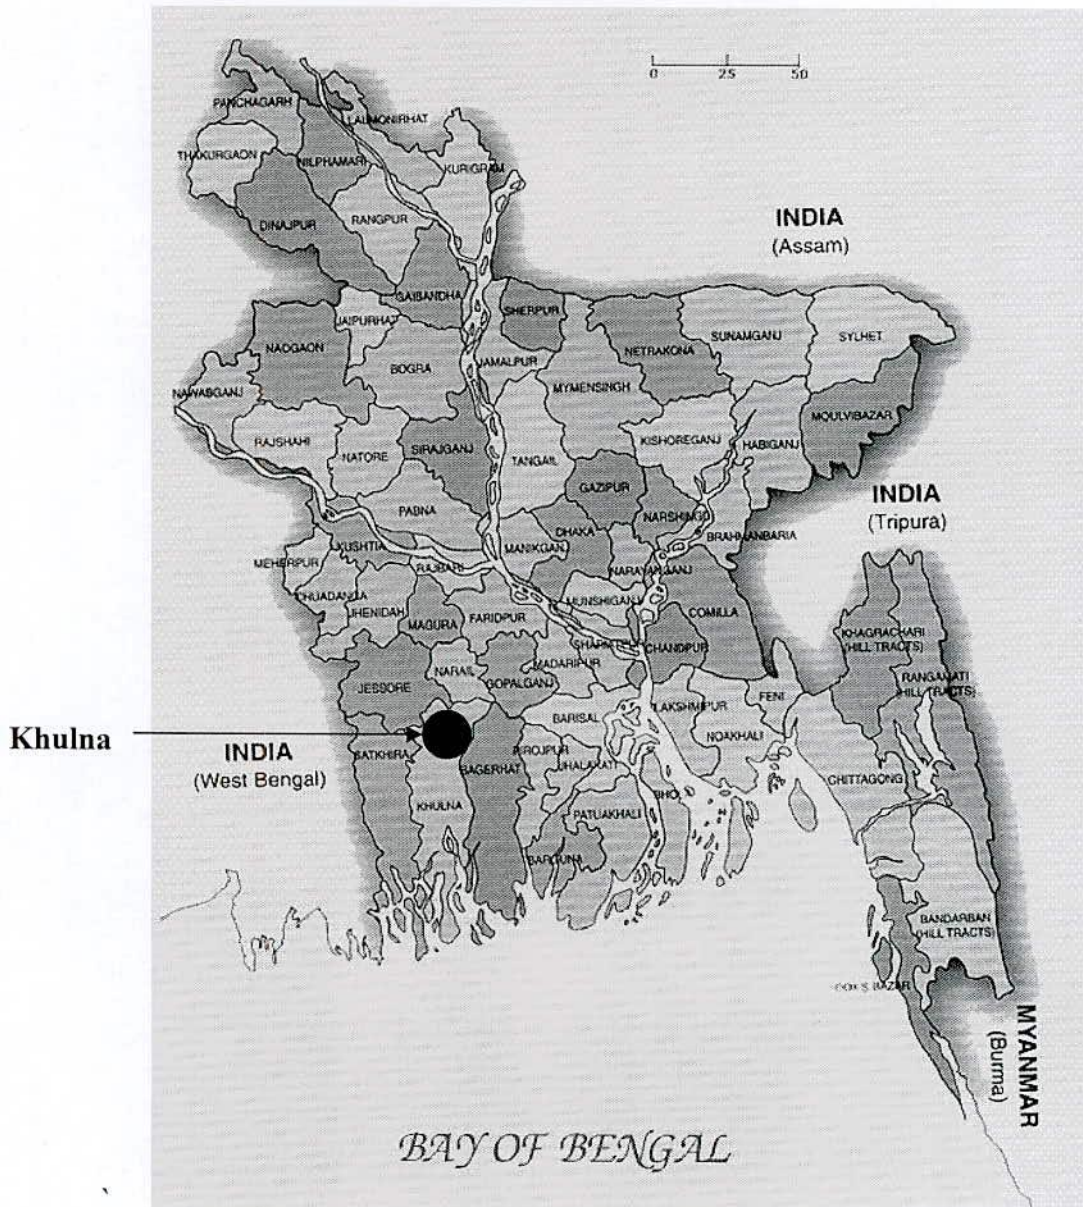 0 25 50
PANCHAGARH
LALMONIRHAT
THAKURGAON
NILPHAMARI
KURIGRAM
DINAJPUR
RANGPUR
INDIA
(Assam)
GAIBANDHA
SHERPUR
JAIPURHAT
SUNAMGANJ
SYLHET
NAOGAON
NETRAKONA
JAMALPUR
BOGRA
MYMENSINGH
NAWABGANJ
MOULVIBAZAR
RAJSHAHI
KISHOREGANJ
HABIGANJ
NATORE
SIRAJGANJ
TANGAIL
GAZIPUR
INDIA
(Tripura)
PABNA
NARSHINGDI
DHAKA
BRAHMANBARIA
KUSHTIA
MANIKGANJ
MEHERPUR
RAJBARI
NARAYANGANJ
CHUADANGA
JHENIDAH
MUNSHIGANJ
MAGURA
FARIDPUR
COMILLA
KHAGRACHARI
(HILL TRACTS)
CHANDPUR
MADARIPUR
NARAIL
GOPALGANJ
RANGAMATI
(HILL TRACTS)
JESSORE
FENI
LAKSHMIPUR
BARISAL
NOAKHALI
Khulna
INDIA
(West Bengal)
SATKHIRA
PIROJPUR
BAGERHAT
JHALAKATI
CHITTAGONG
KHULNA
BHO
PATUAKHALI
BARGUNA
BANDARBAN
(HILL TRACTS)
COX'S BAZAR
MYANMAR
(Burma)
BAY OF BENGAL